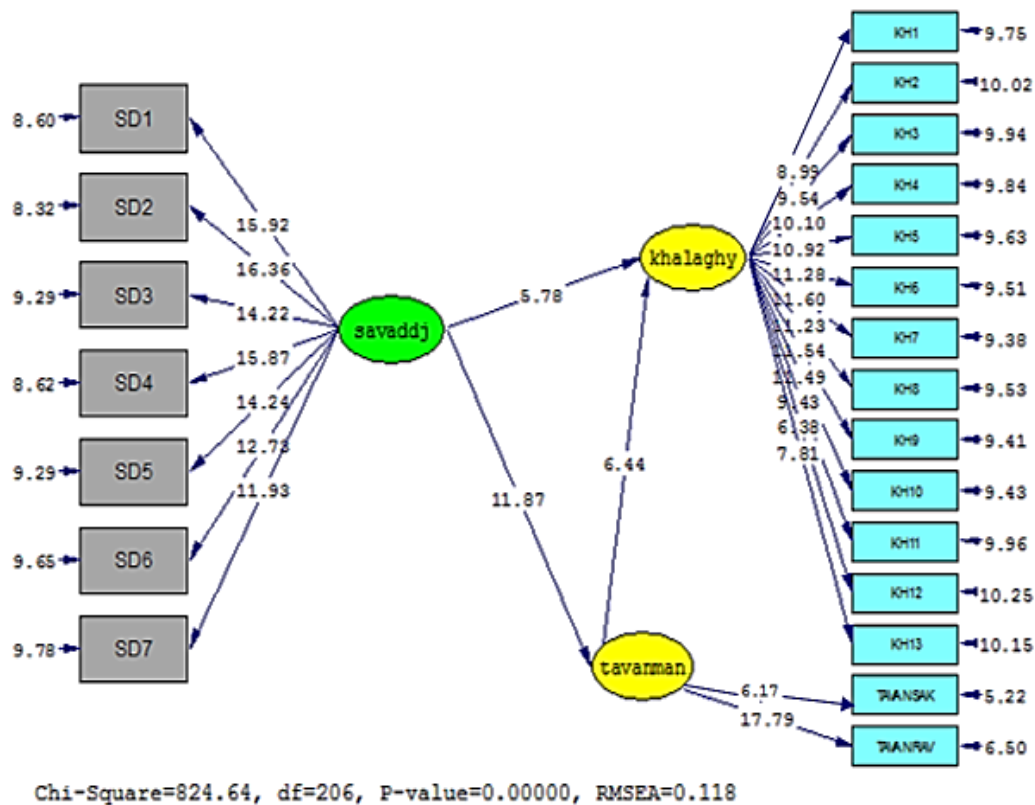 8.60
SD1
8.32
SD2
9.29
SD3
8.62
SD4
9.29
SD5
9.65
SD6
9.78
SD7
15.92
16.36
14.22
15.87
14.24
12.73
11.93
savaddj
5.78
11.87
6.44
khalaghy
tavanman
8.99
9.54
10.10
10.92
11.28
11.60
11.23
11.54
9.43
6.38
7.81
6.17
17.79
KH1
9.75
KH2
10.02
KH3
9.94
KH4
9.84
KH5
9.63
KH6
9.51
KH7
9.38
KH8
9.53
KH9
9.41
KH10
9.43
KH11
9.96
KH12
10.25
KH13
10.15
TAVANSAK
5.22
TAVANRAV
6.50
Chi-Square=824.64, df=206, P-value=0.00000, RMSEA=0.118